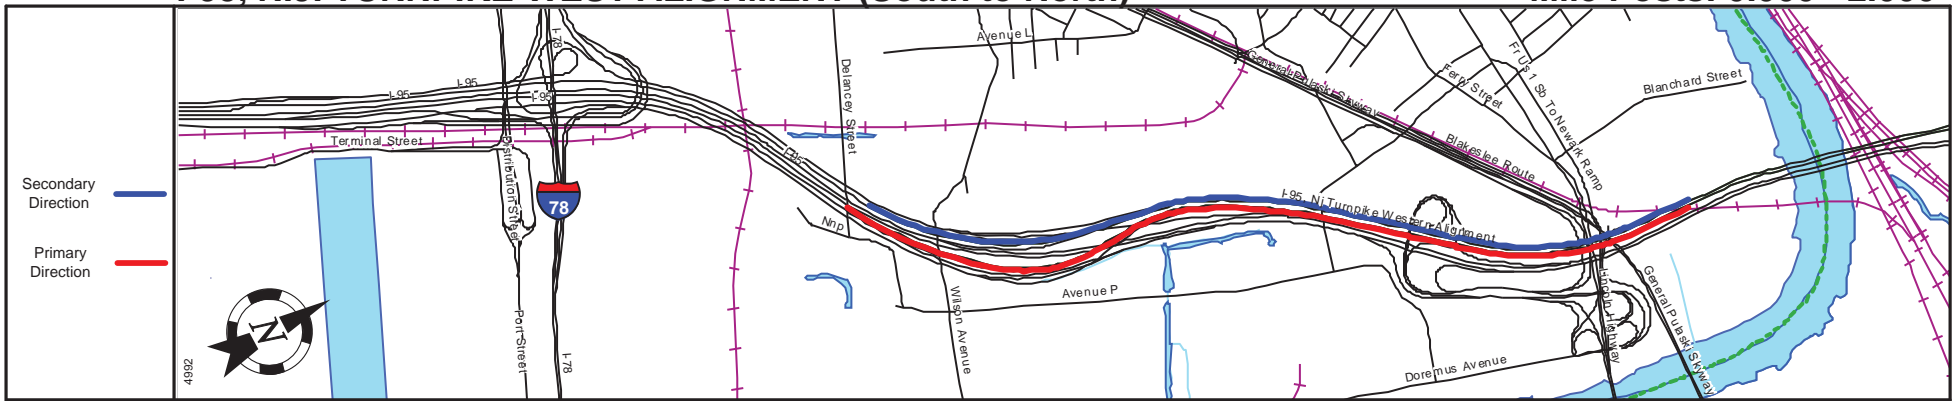 Secondary
Direction
Primary
Direction
4992
N
I-95
I-95
I-95
I-78
Terminal Street
Distribution Street
78
Port Street
I-78
Delancey Street
I-95
Nnp
Avenue L
Wilson Avenue
Avenue P
General Pulaski Skyway
Ferry Street
Fr Us 1 Sb To Newark Ramp
Blanchard Street
Blakeslee Route
I-95, Nj Turnpike Western Alignment
Lincoln Highway
General Pulaski Skyway
Doremus Avenue